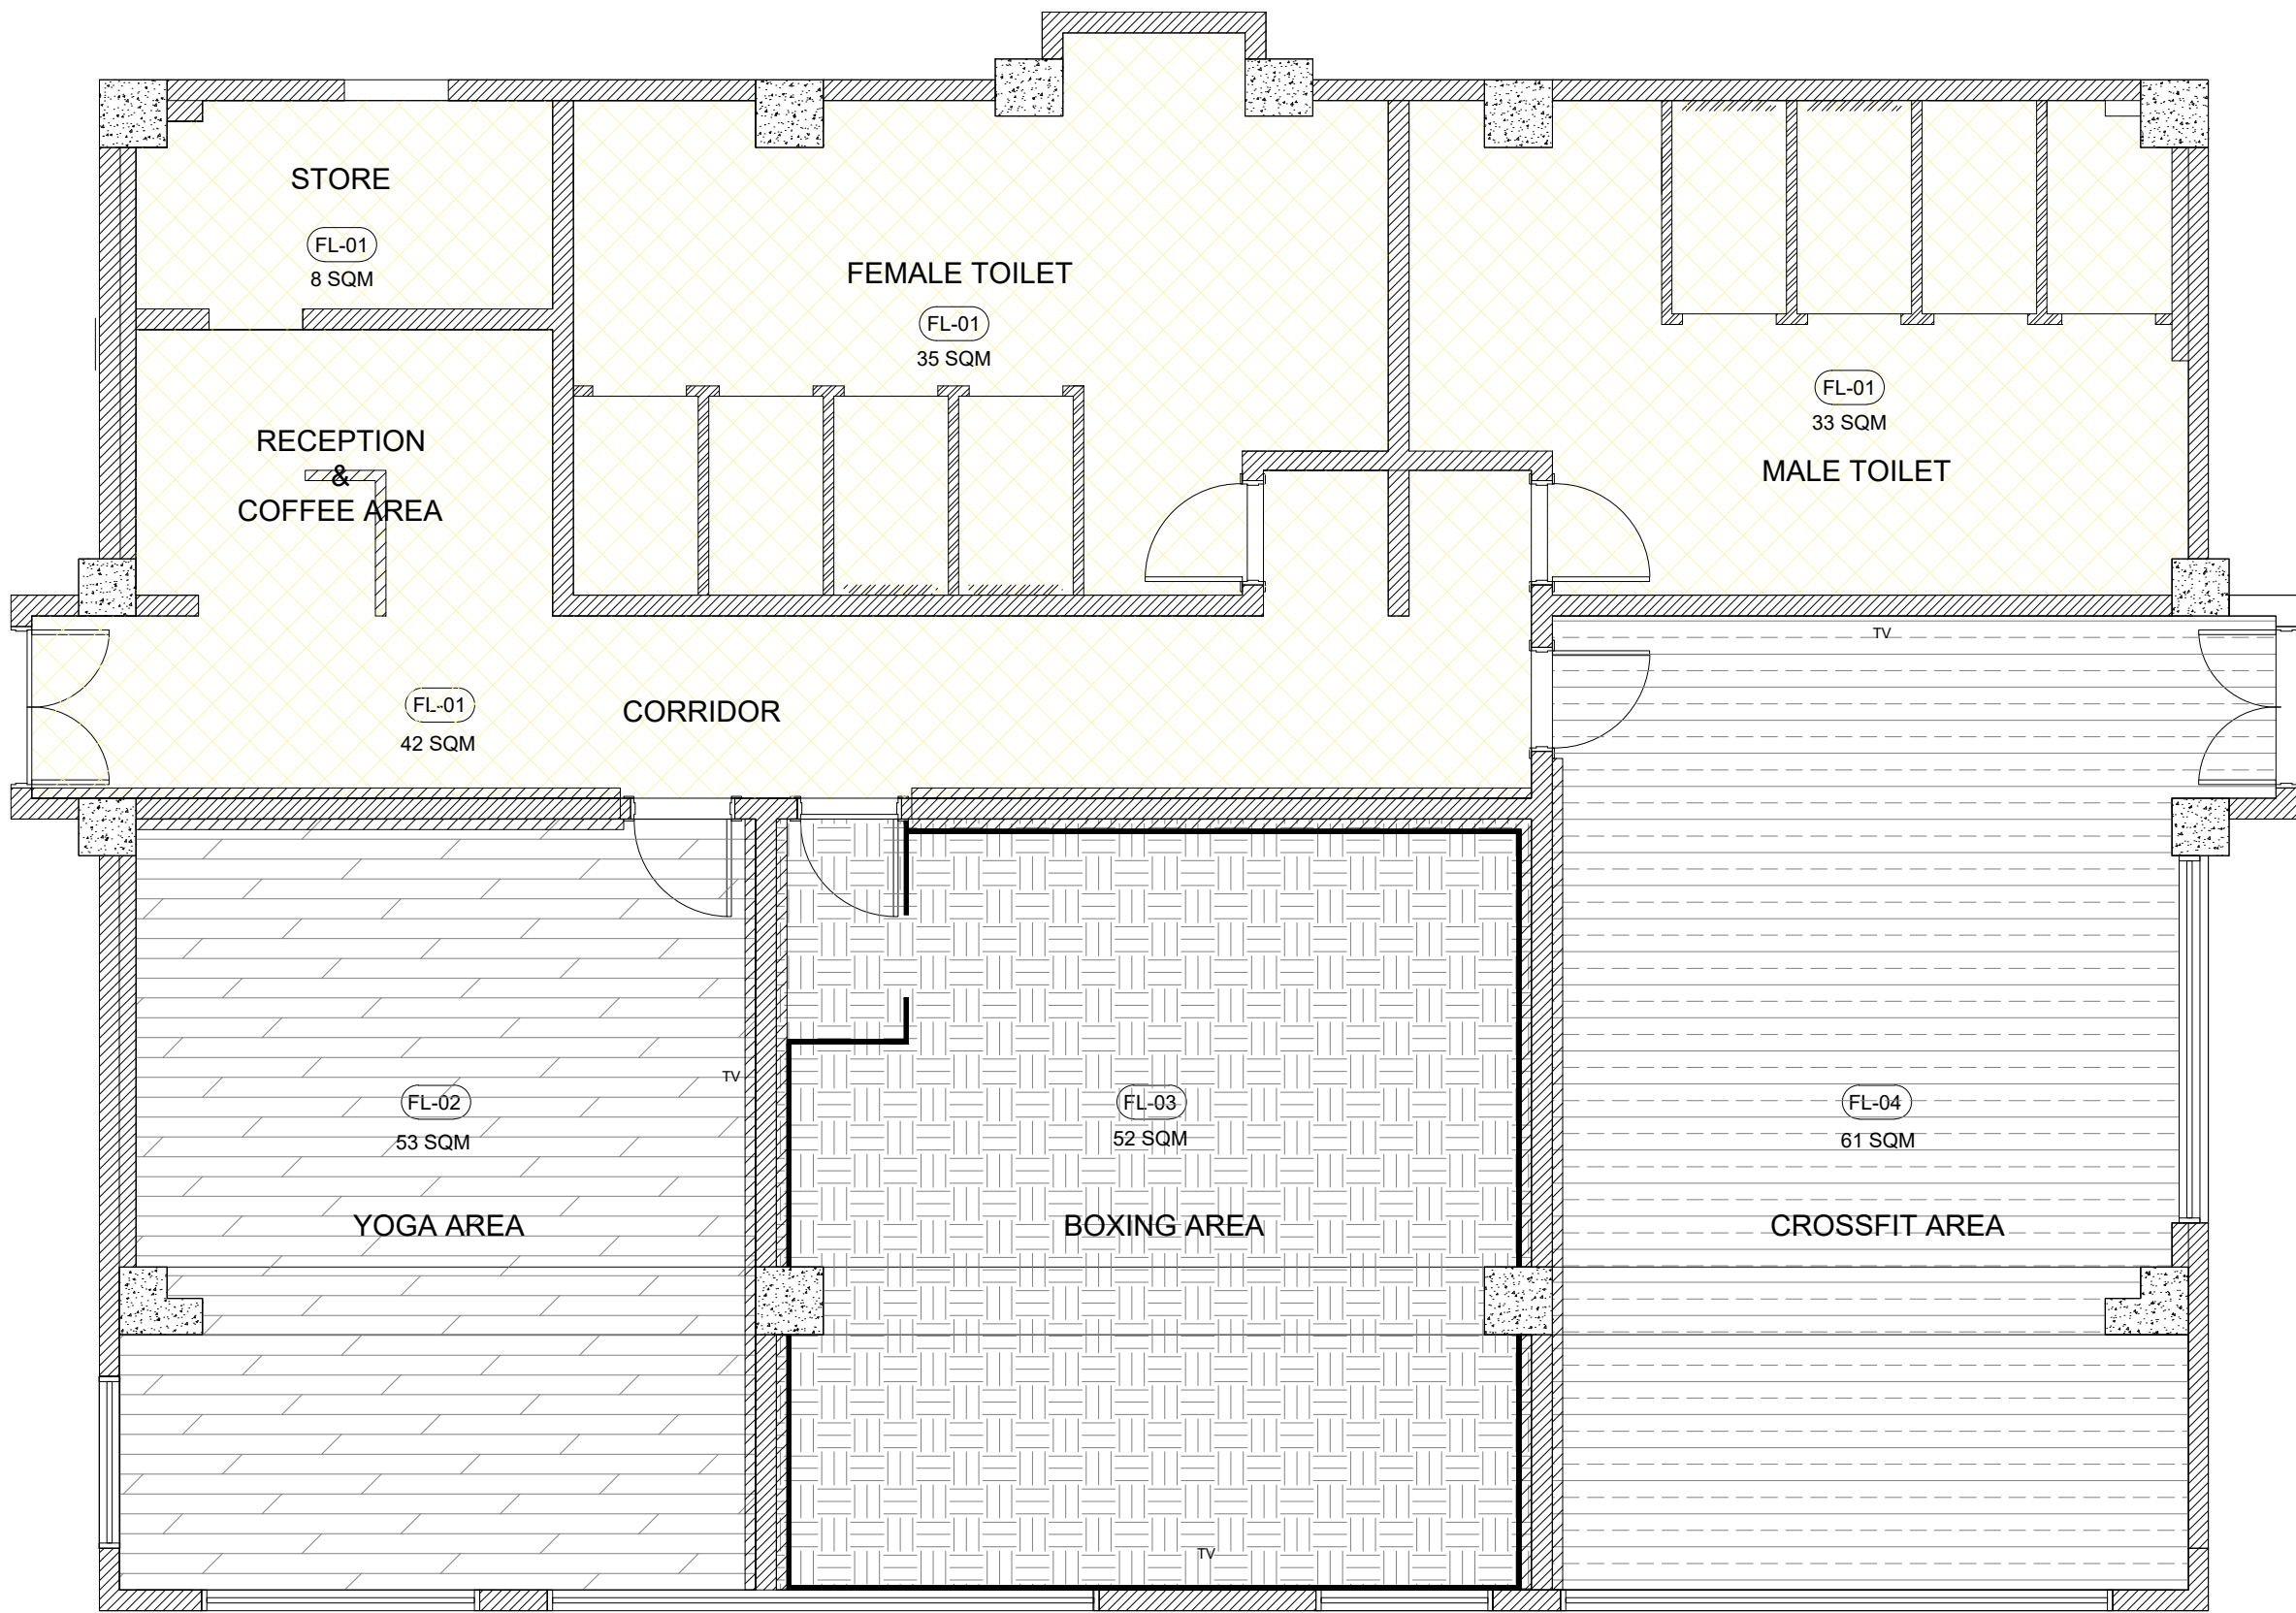 STORE
FL-01
8 SQM
FEMALE TOILET
FL-01
35 SQM
FL-01
33 SQM
MALE TOILET
RECEPTION
&
COFFEE AREA
TV
FL-01
42 SQM
CORRIDOR
TV
FL-02
53 SQM
YOGA AREA
FL-03
52 SQM
BOXING AREA
TV
FL-04
61 SQM
CROSSFIT AREA